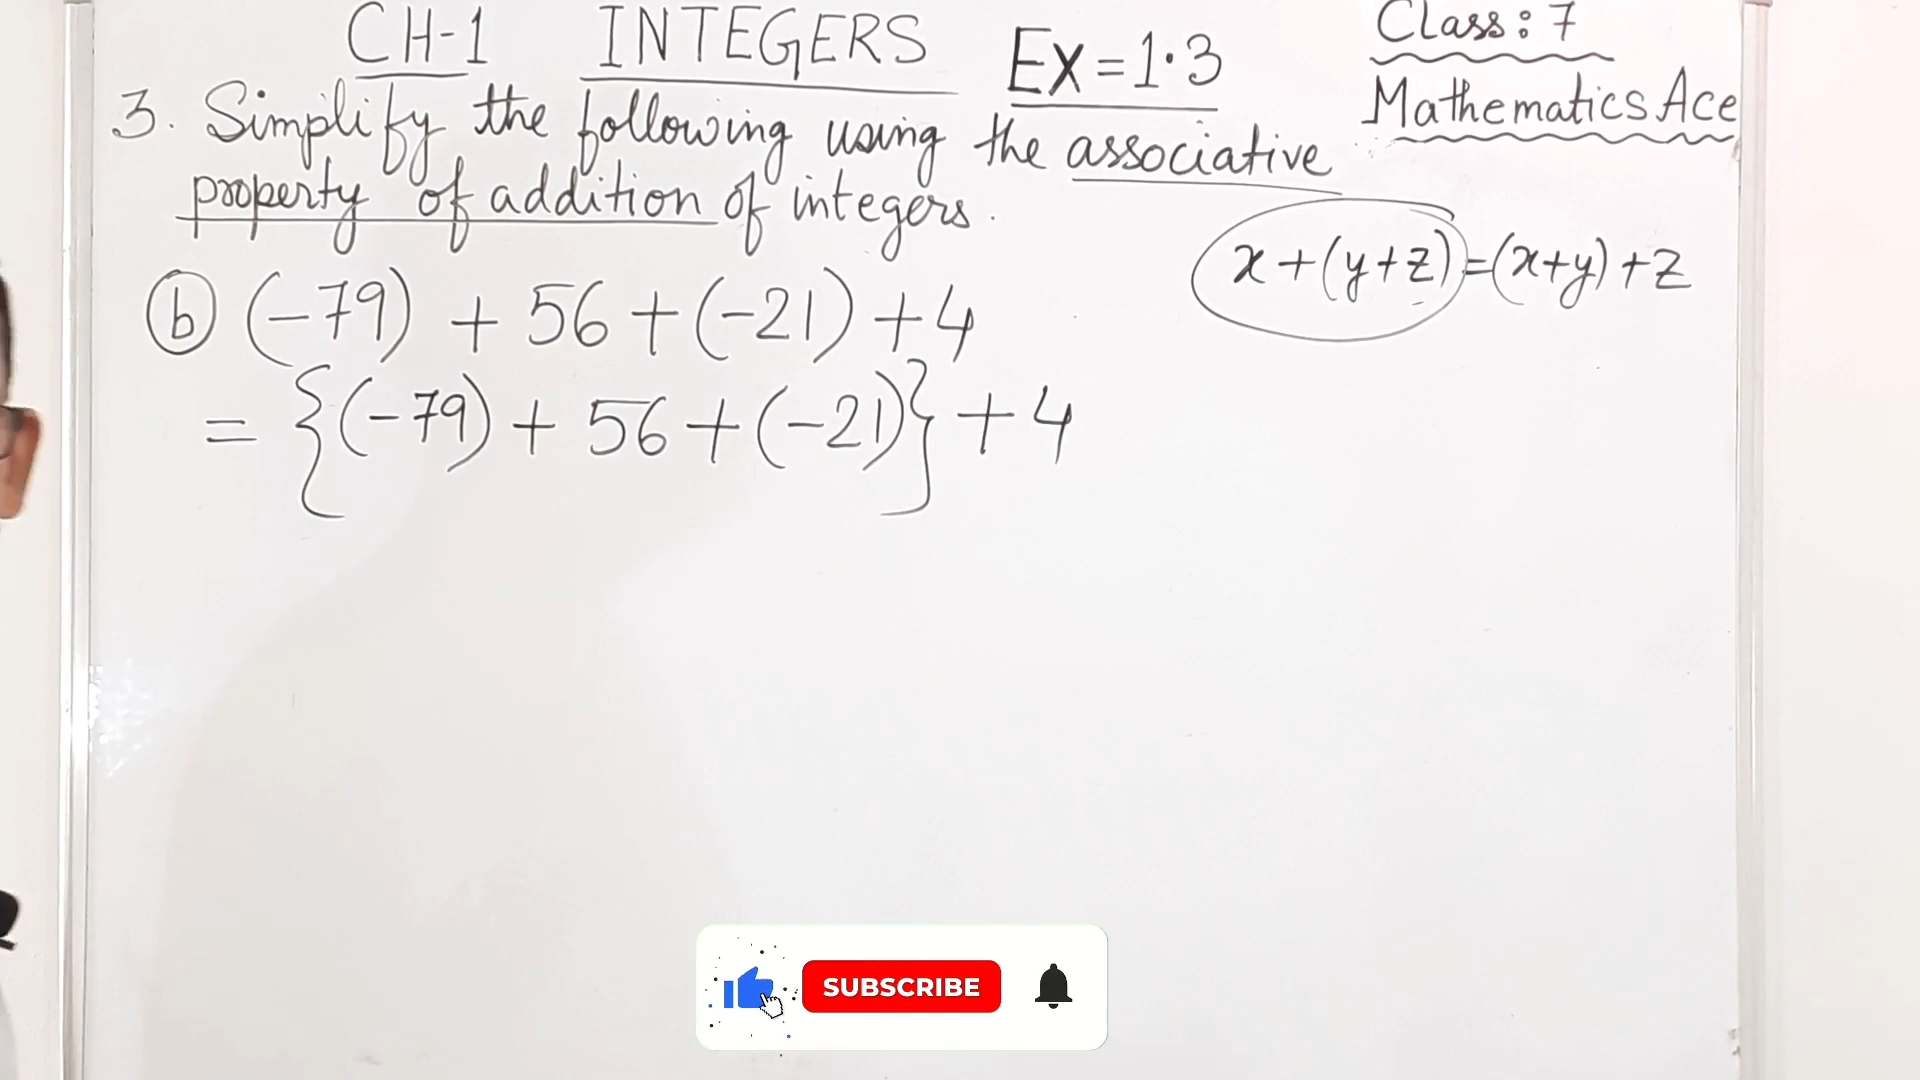 CH-1 INTEGERS Ex=1.3
Class: 7
Mathematics Ace
3. Simplify the following using the associative
property of addition of integers.
x+(y+z)=(x+y)+z
(b) (-79) + 56 + (-21) + 4
= {(-79) + 56 + (-21)} + 4
SUBSCRIBE